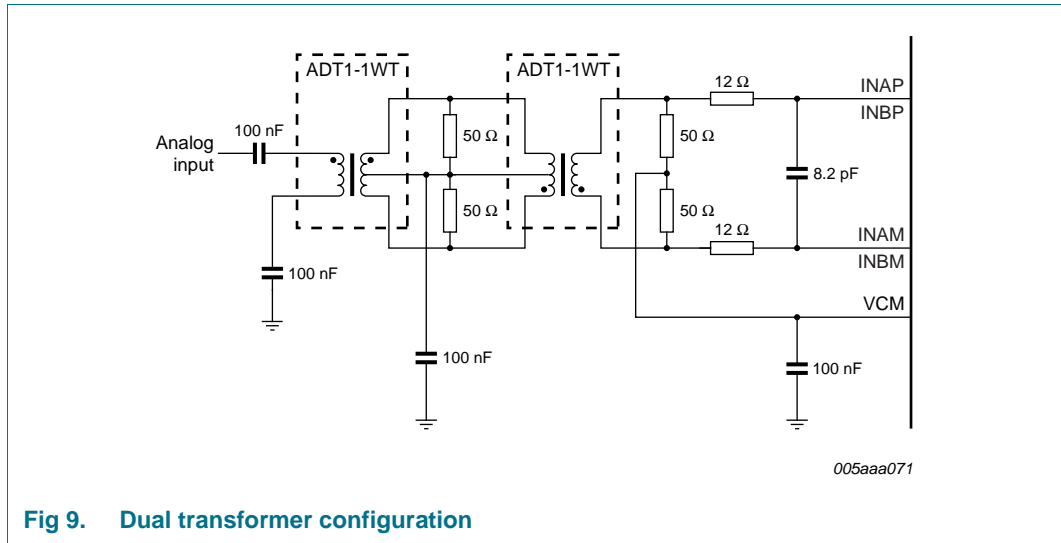 ADT1-1WT
ADT1-1WT
12 Ω
INAP
INBP
100 nF
Analog
input
50 Ω
50 Ω
8.2 pF
50 Ω
50 Ω
12 Ω
INAM
INBM
100 nF
VCM
100 nF
100 nF
005aaa071
Fig 9. Dual transformer configuration